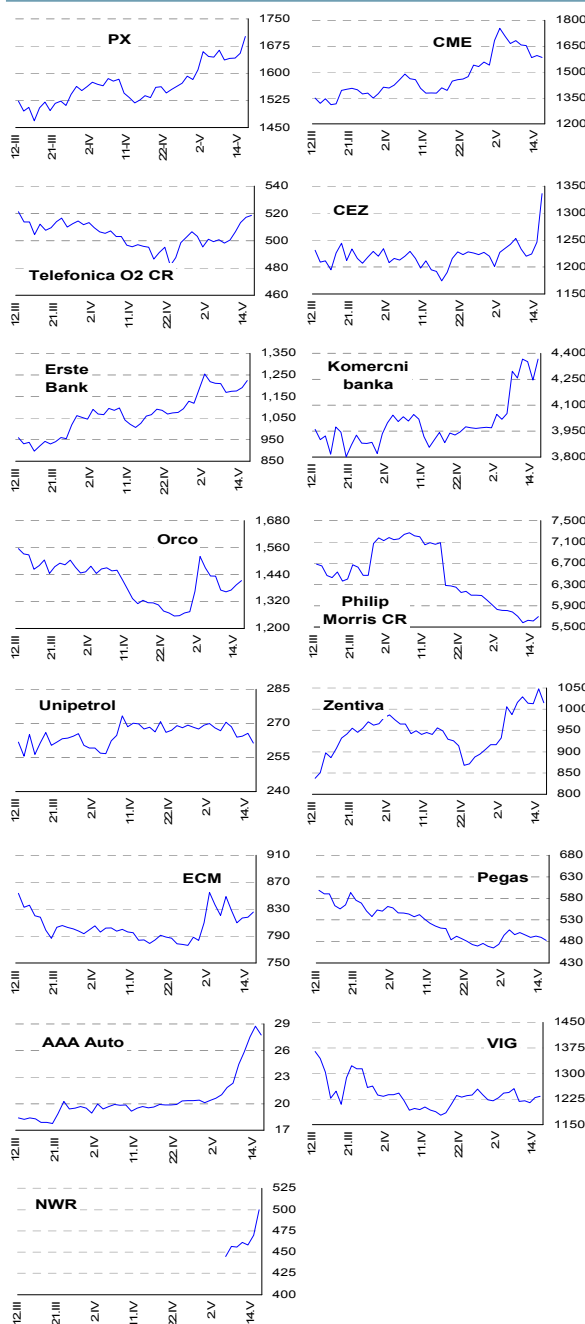 PX
1750
1675
1600
1525
1450
12-III
21-III
2-IV
11-IV
22-IV
2-V
14-V
CME
1800
1650
1500
1350
1200
12.III
21.III
2.IV
11.IV
22.IV
2.V
14.V
Telefonica O2 CR
540
520
500
480
460
12.III
21.III
2.IV
11.IV
22.IV
2.V
14.V
CEZ
1350
1300
1250
1200
1150
12.III
21.III
2.IV
11.IV
22.IV
2.V
14.V
Erste
Bank
1,350
1,250
1,150
1,050
950
850
12.III
21.III
2.IV
11.IV
22.IV
2.V
14.V
Komercni
banka
4,400
4,250
4,100
3,950
3,800
12.III
21.III
2.IV
11.IV
22.IV
2.V
14.V
Orco
1,680
1,560
1,440
1,320
1,200
12.III
21.III
2.IV
11.IV
22.IV
2.V
14.V
Philip
Morris CR
7,500
7,100
6,700
6,300
5,900
5,500
12.III
21.III
2.IV
11.IV
22.IV
2.V
14.V
Unipetrol
285
270
255
240
12.III
21.III
2.IV
11.IV
22.IV
2.V
14.V
Zentiva
1050
1000
950
900
850
800
12.III
21.III
2.IV
11.IV
22.IV
2.V
14.V
ECM
910
870
830
790
750
12.III
21.III
2.IV
11.IV
22.IV
2.V
14.V
Pegas
680
630
580
530
480
430
12.III
21.III
2.IV
11.IV
22.IV
2.V
14.V
AAA Auto
29
26
23
20
17
12.III
21.III
2.IV
11.IV
22.IV
2.V
14.V
VIG
1450
1375
1300
1225
1150
12.III
21.III
2.IV
11.IV
22.IV
2.V
14.V
NWR
525
500
475
450
425
400
12.III
21.III
2.IV
11.IV
22.IV
2.V
14.V